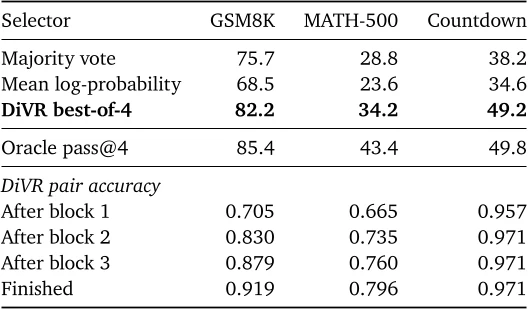 Selector GSM8K MATH-500 Countdown
Majority vote 75.7 28.8 38.2
Mean log-probability 68.5 23.6 34.6
DiVR best-of-4 82.2 34.2 49.2
Oracle pass@4 85.4 43.4 49.8
DiVR pair accuracy
After block 1 0.705 0.665 0.957
After block 2 0.830 0.735 0.971
After block 3 0.879 0.760 0.971
Finished 0.919 0.796 0.971